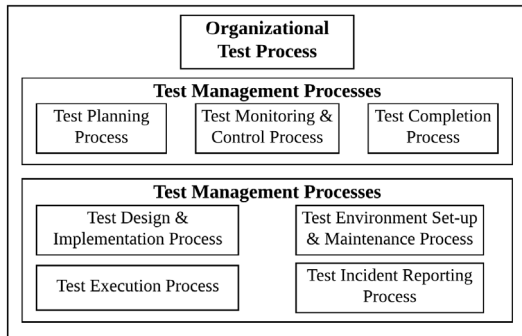 Organizational
Test Process
Test Management Processes
Test Planning
Process
Test Monitoring &
Control Process
Test Completion
Process
Test Management Processes
Test Design &
Implementation Process
Test Environment Set-up
& Maintenance Process
Test Execution Process
Test Incident Reporting
Process